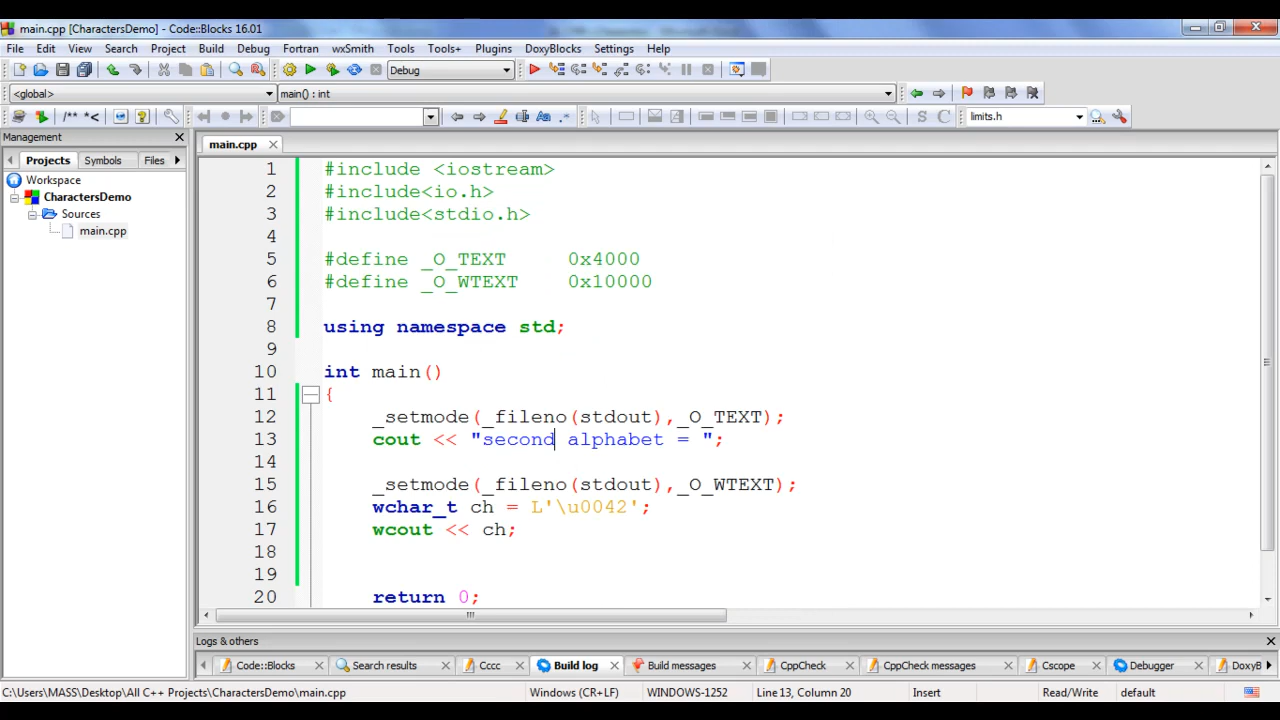 main.cpp [CharactersDemo] - Code::Blocks 16.01
File Edit View Search Project Build Debug Fortran wxSmith Tools Tools+ Plugins DoxyBlocks Settings Help
Debug
<global> main() : int
/** *< limits.h
Management
Projects Symbols Files
Workspace
CharactersDemo
Sources
main.cpp
main.cpp
1 #include <iostream>
2 #include<io.h>
3 #include<stdio.h>
4
5 #define _O_TEXT 0x4000
6 #define _O_WTEXT 0x10000
7
8 using namespace std;
9
10 int main()
11 {
12 _setmode(_fileno(stdout),_O_TEXT);
13 cout << "second alphabet = ";
14
15 _setmode(_fileno(stdout),_O_WTEXT);
16 wchar_t ch = L'\u0042';
17 wcout << ch;
18
19
20 return 0;
Logs & others
Code::Blocks Search results Cccc Build log Build messages CppCheck CppCheck messages Cscope Debugger DoxyB
C:\Users\MASS\Desktop\All C++ Projects\CharactersDemo\main.cpp Windows (CR+LF) WINDOWS-1252 Line 13, Column 20 Insert Read/Write default